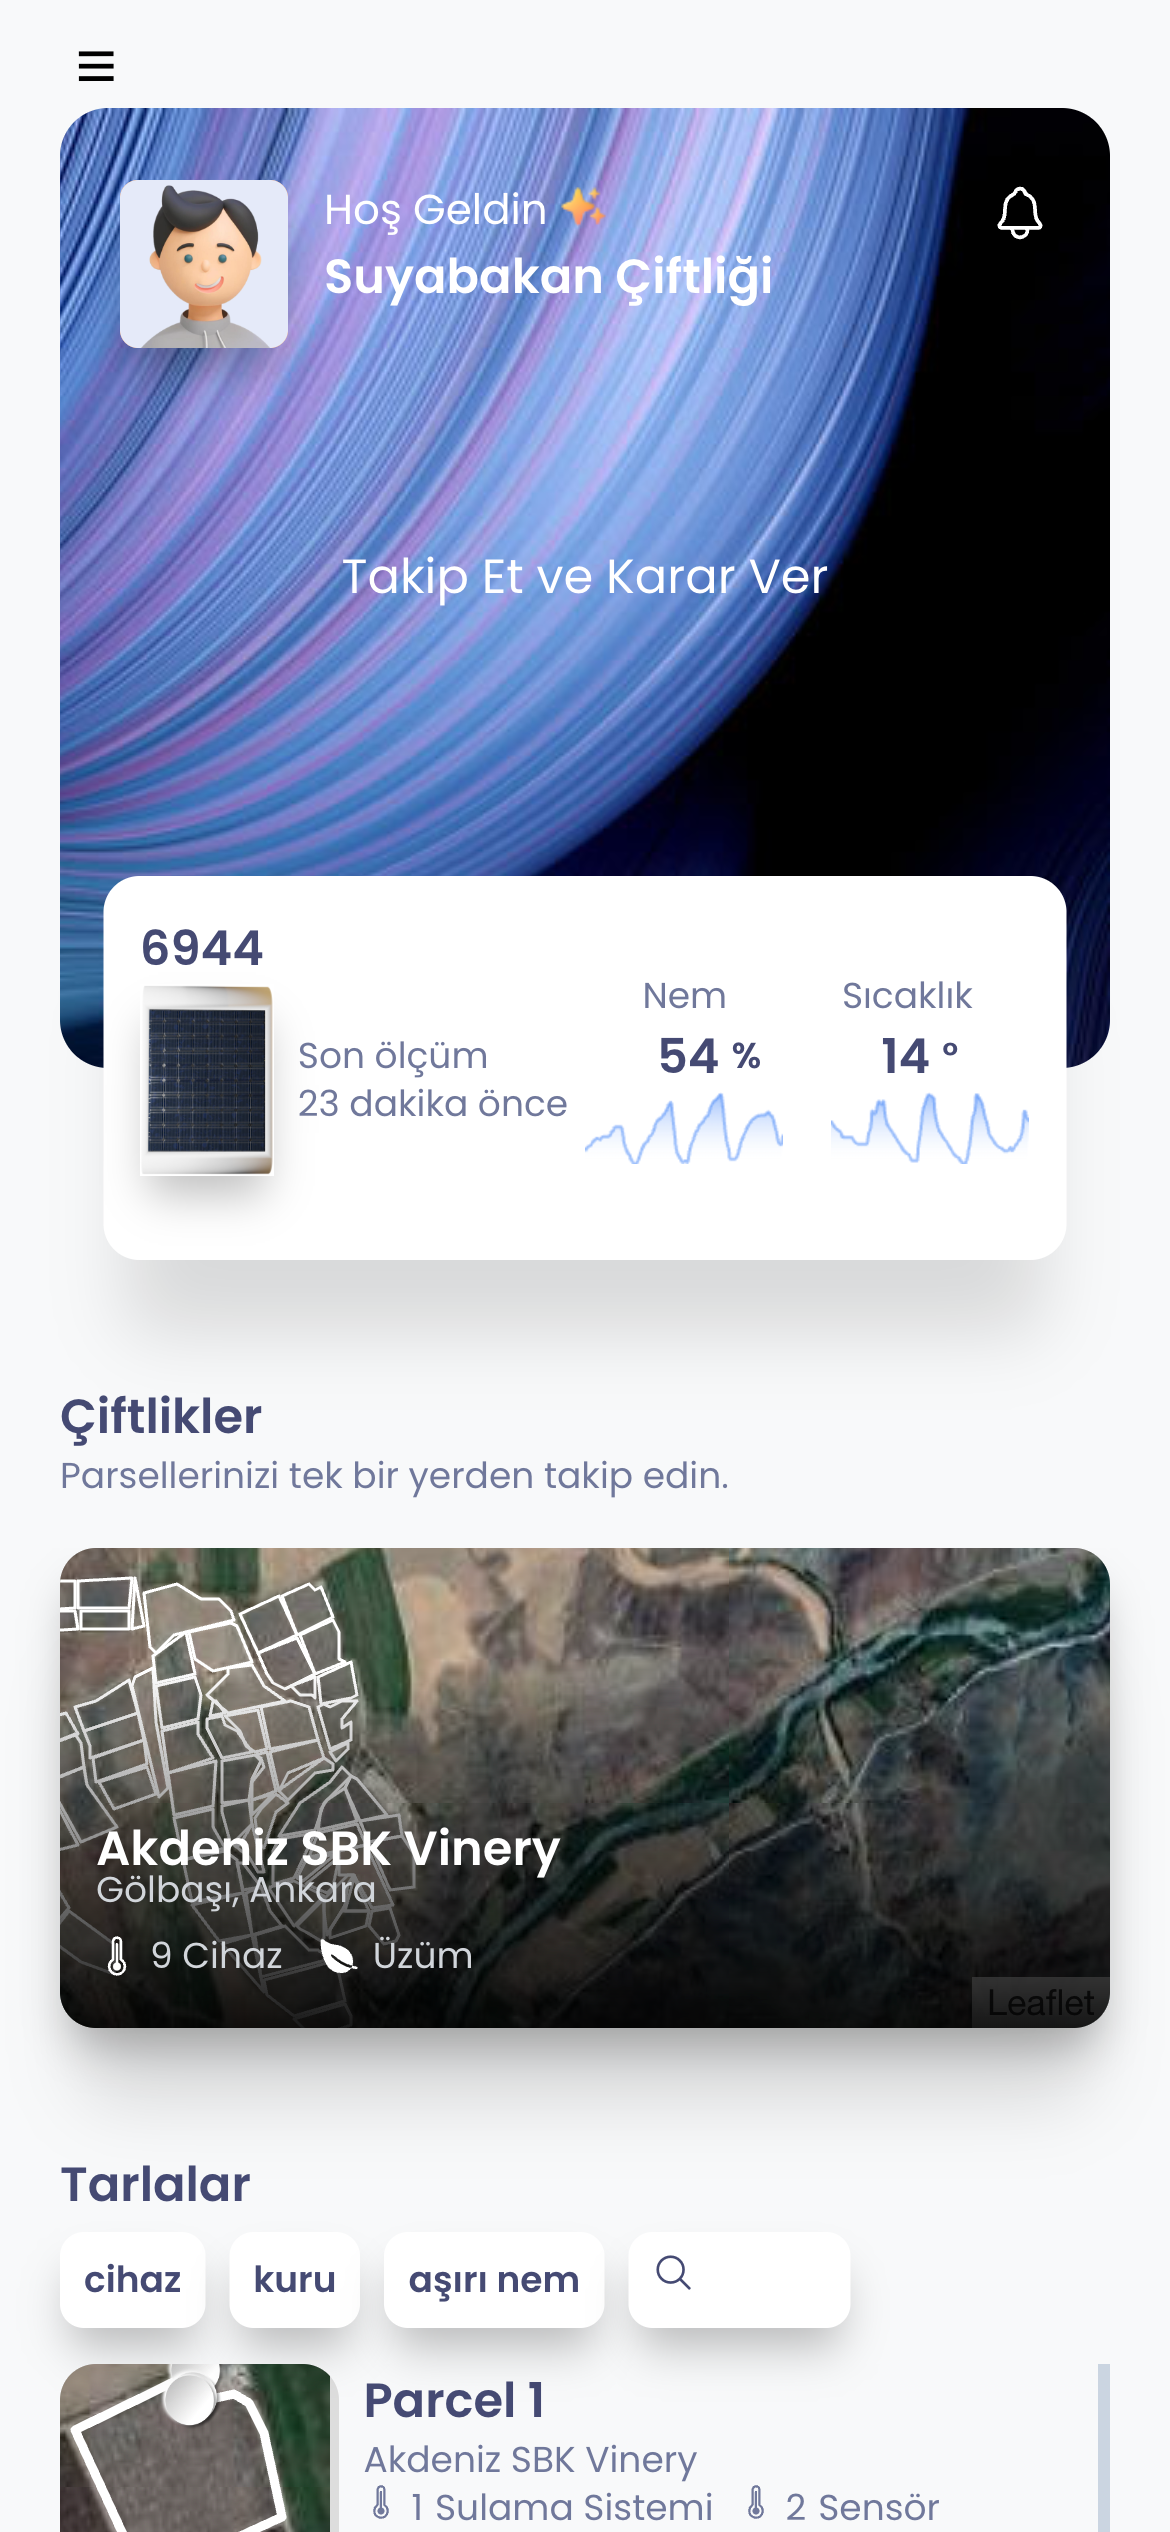 Hoş Geldin ✨
Suyabakan Çiftliği
Takip Et ve Karar Ver
6944
Son ölçüm
23 dakika önce
Nem
54 %
Sıcaklık
14 °
Çiftlikler
Parsellerinizi tek bir yerden takip edin.
Akdeniz SBK Vinery
Gölbaşı, Ankara
9 Cihaz Üzüm
Leaflet
Tarlalar
cihaz kuru aşırı nem
Parcel 1
Akdeniz SBK Vinery
1 Sulama Sistemi 2 Sensör